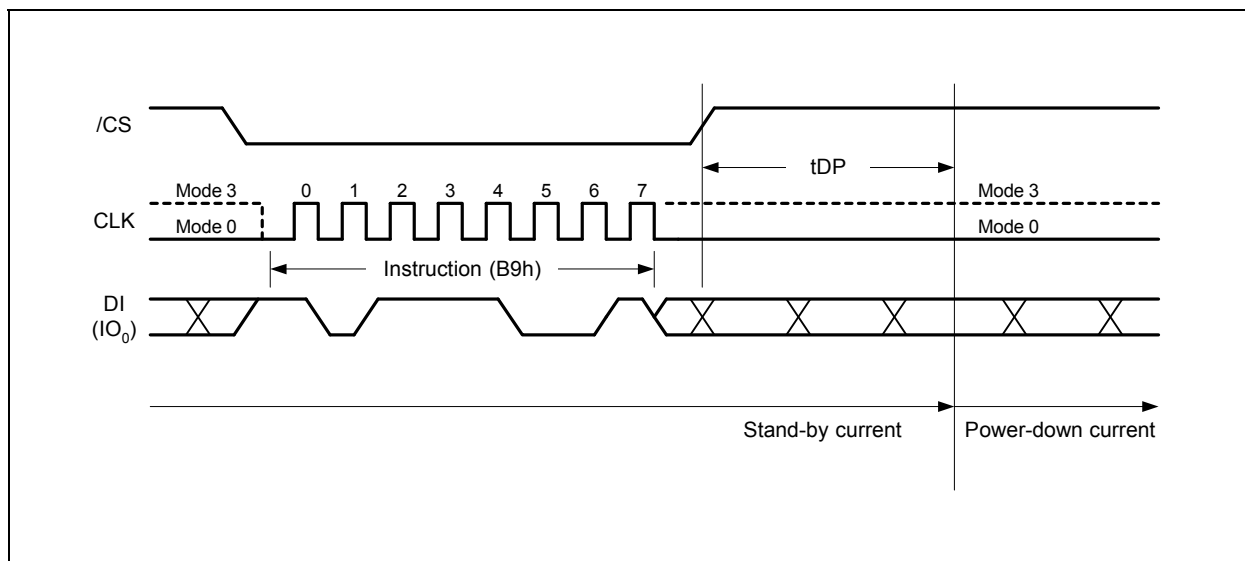 /CS
tDP
Mode 3
0 1 2 3 4 5 6 7
Mode 3
CLK
Mode 0
Mode 0
Instruction (B9h)
DI
(IO₀)
Stand-by current
Power-down current